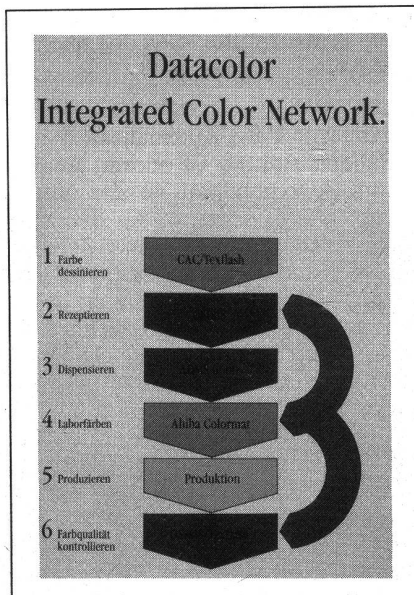 Datacolor
Integrated Color Network.
1 Farbe
dessinieren
CAC/Texflash
2 Rezeptieren
3 Dispensieren
4 Laborfärben
Ahiba Colormat
5 Produzieren
Produktion
6 Farbqualität
kontrollieren